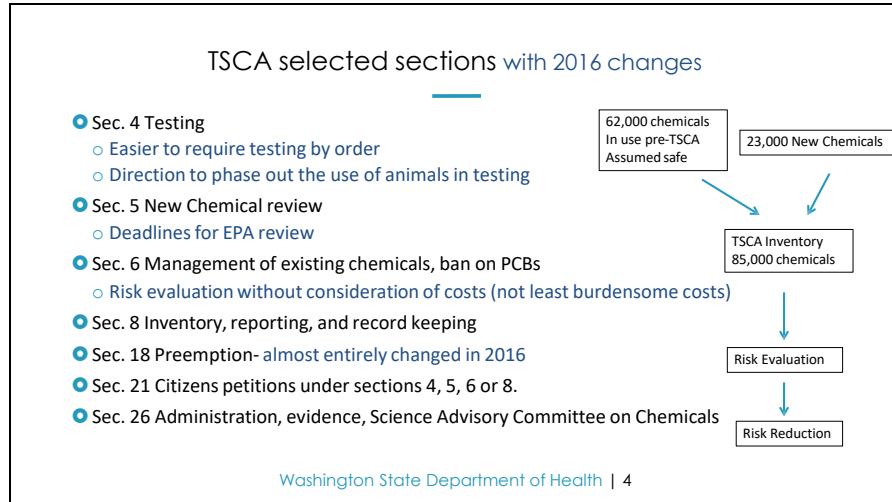 TSCA selected sections with 2016 changes
Sec. 4 Testing
Easier to require testing by order
Direction to phase out the use of animals in testing
Sec. 5 New Chemical review
Deadlines for EPA review
Sec. 6 Management of existing chemicals, ban on PCBs
Risk evaluation without consideration of costs (not least burdensome costs)
Sec. 8 Inventory, reporting, and record keeping
Sec. 18 Preemption- almost entirely changed in 2016
Sec. 21 Citizens petitions under sections 4, 5, 6 or 8.
Sec. 26 Administration, evidence, Science Advisory Committee on Chemicals
62,000 chemicals
In use pre-TSCA
Assumed safe
23,000 New Chemicals
TSCA Inventory
85,000 chemicals
Risk Evaluation
Risk Reduction
Washington State Department of Health | 4